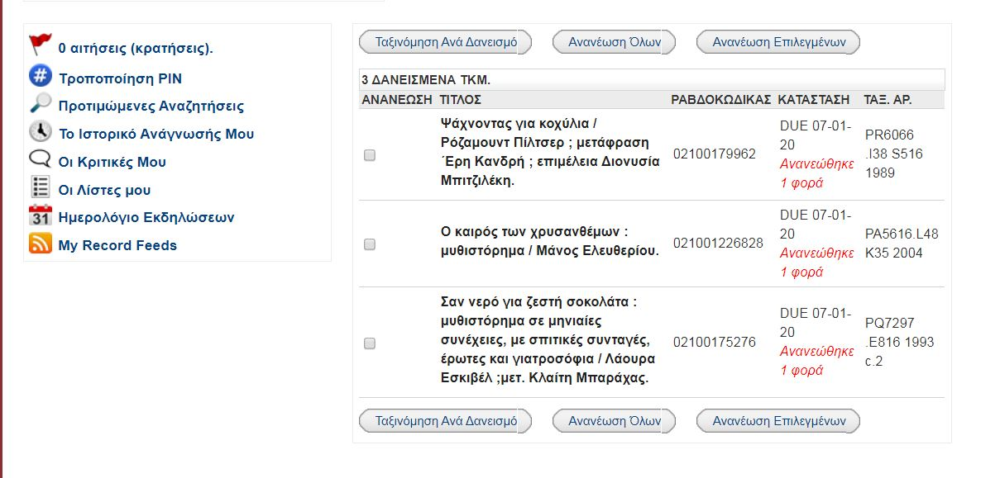 0 αιτήσεις (κρατήσεις).
Τροποποίηση PIN
Προτιμώμενες Αναζητήσεις
Το Ιστορικό Ανάγνωσής Μου
Οι Κριτικές Μου
Οι Λίστες μου
31 Ημερολόγιο Εκδηλώσεων
My Record Feeds
Ταξινόμηση Ανά Δανεισμό Ανανέωση Όλων Ανανέωση Επιλεγμένων
3 ΔΑΝΕΙΣΜΕΝΑ ΤΚΜ.
ΑΝΑΝΕΩΣΗ ΤΙΤΛΟΣ ΡΑΒΔΟΚΩΔΙΚΑΣ ΚΑΤΑΣΤΑΣΗ ΤΑΞ. ΑΡ.
Ψάχνοντας για κοχύλια /
Ρόζαμουντ Πίλτσερ ; μετάφραση
΄Ερη Κανδρή ; επιμέλεια Διονυσία
Μπιτζιλέκη.
02100179962
DUE 07-01-
20
Ανανεώθηκε
1 φορά
PR6066
.I38 S516
1989
Ο καιρός των χρυσανθέμων :
μυθιστόρημα / Μάνος Ελευθερίου.
021001226828
DUE 07-01-
20
Ανανεώθηκε
1 φορά
PA5616.L48
K35 2004
Σαν νερό για ζεστή σοκολάτα :
μυθιστόρημα σε μηνιαίες
συνέχειες, με σπιτικές συνταγές,
έρωτες και γιατροσόφια / Λάουρα
Εσκιβέλ ;μετ. Κλαίτη Μπαράχας.
02100175276
DUE 07-01-
20
Ανανεώθηκε
1 φορά
PQ7297
.E816 1993
c.2
Ταξινόμηση Ανά Δανεισμό Ανανέωση Όλων Ανανέωση Επιλεγμένων